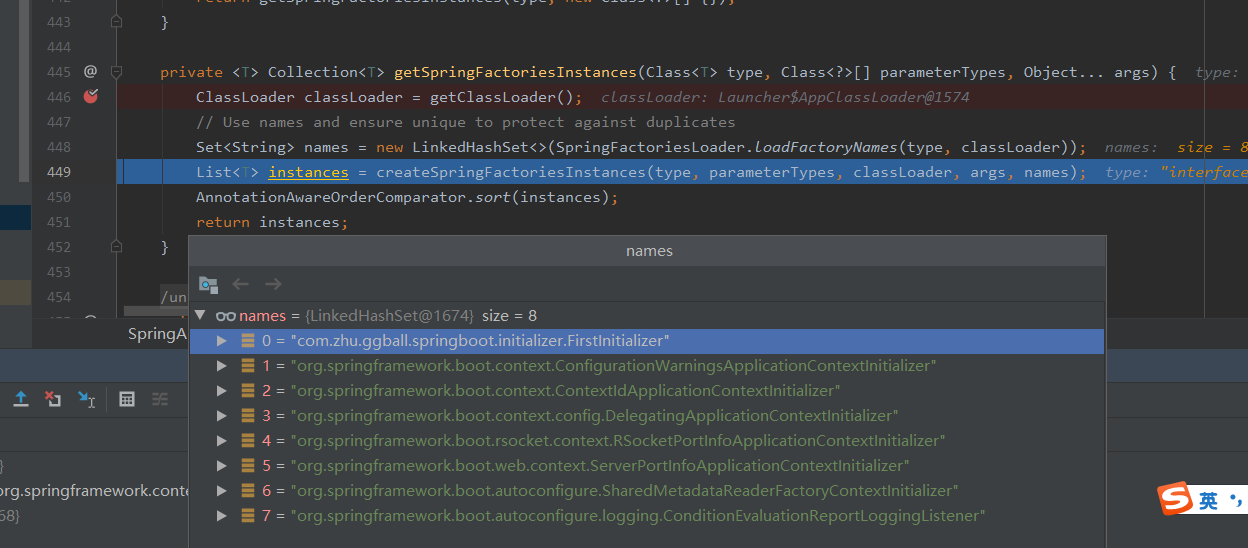 return getSpringFactoriesInstances(type, new Class<?>[] {});
443 }
444
445 @ private <T> Collection<T> getSpringFactoriesInstances(Class<T> type, Class<?>[] parameterTypes, Object... args) { type:
446 ClassLoader classLoader = getClassLoader(); classLoader: Launcher$AppClassLoader@1574
447 // Use names and ensure unique to protect against duplicates
448 Set<String> names = new LinkedHashSet<>(SpringFactoriesLoader.loadFactoryNames(type, classLoader)); names: size = 8
449 List<T> instances = createSpringFactoriesInstances(type, parameterTypes, classLoader, args, names); type: "interface
450 AnnotationAwareOrderComparator.sort(instances);
451 return instances;
452 }
453
454 /un
names
SpringA
names = {LinkedHashSet@1674} size = 8
0 = "com.zhu.ggball.springboot.initializer.FirstInitializer"
1 = "org.springframework.boot.context.ConfigurationWarningsApplicationContextInitializer"
2 = "org.springframework.boot.context.ContextIdApplicationContextInitializer"
3 = "org.springframework.boot.context.config.DelegatingApplicationContextInitializer"
4 = "org.springframework.boot.rsocket.context.RSocketPortInfoApplicationContextInitializer"
5 = "org.springframework.boot.web.context.ServerPortInfoApplicationContextInitializer"
6 = "org.springframework.boot.autoconfigure.SharedMetadataReaderFactoryContextInitializer"
7 = "org.springframework.boot.autoconfigure.logging.ConditionEvaluationReportLoggingListener"
}
org.springframework.conte
68}
S 英